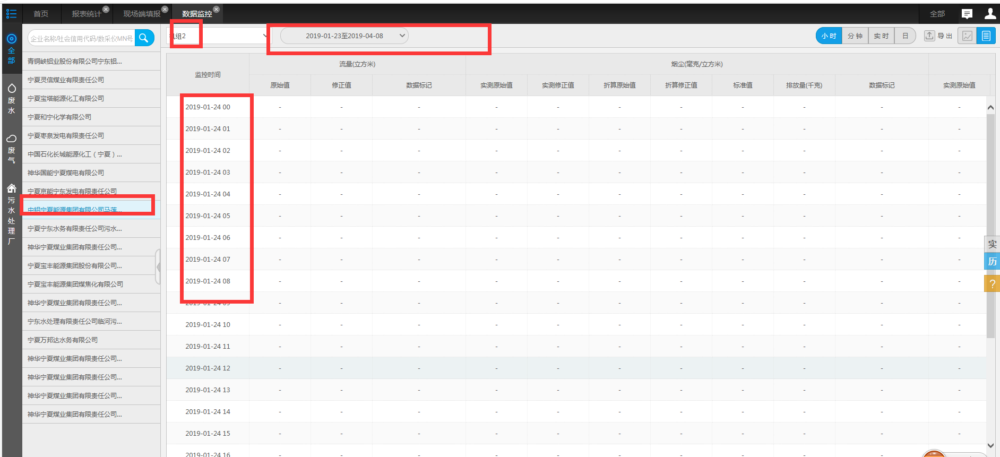 首页 报表统计 现场端填报 数据监控 全部
企业名称/社会信用代码/数采仪MN号
组2 2019-01-23至2019-04-08 小时 分钟 实时 日 导出
全部
废水
废气
污水处理厂
青铜峡铝业股份有限公司宁东铝...
宁夏灵信煤业有限责任公司
宁夏宝塔能源化工有限公司
宁夏和宁化学有限公司
宁夏枣泉发电有限责任公司
中国石化长城能源化工（宁夏）...
神华国能宁夏煤电有限公司
宁夏京能宁东发电有限责任公司
中铝宁夏能源集团有限公司马莲...
宁夏宁东水务有限责任公司污水...
神华宁夏煤业集团有限责任公司...
宁夏宝丰能源集团股份有限公司...
宁夏宝丰能源集团煤焦化有限公司
神华宁夏煤业集团有限责任公司...
宁东水处理有限责任公司临河污...
宁夏万邦达水务有限公司
神华宁夏煤业集团有限责任公司...
神华宁夏煤业集团有限责任公司...
神华宁夏煤业集团有限责任公司...
神华宁夏煤业集团有限责任公司...
监控时间 流量(立方米) 烟尘(毫克/立方米)
原始值 修正值 数据标记 实测原始值 实测修正值 折算原始值 折算修正值 标准值 排放量(千克) 数据标记 实测原始值
2019-01-24 00 - - - - - - - - - - -
2019-01-24 01 - - - - - - - - - - -
2019-01-24 02 - - - - - - - - - - -
2019-01-24 03 - - - - - - - - - - -
2019-01-24 04 - - - - - - - - - - -
2019-01-24 05 - - - - - - - - - - -
2019-01-24 06 - - - - - - - - - - -
2019-01-24 07 - - - - - - - - - - -
2019-01-24 08 - - - - - - - - - - -
2019-01-24 09 - - - - - - - - - - -
2019-01-24 10 - - - - - - - - - - -
2019-01-24 11 - - - - - - - - - - -
2019-01-24 12 - - - - - - - - - - -
2019-01-24 13 - - - - - - - - - - -
2019-01-24 14 - - - - - - - - - - -
2019-01-24 15 - - - - - - - - - - -
2019-01-24 16 - - - - - - - - - - -
实
历
?